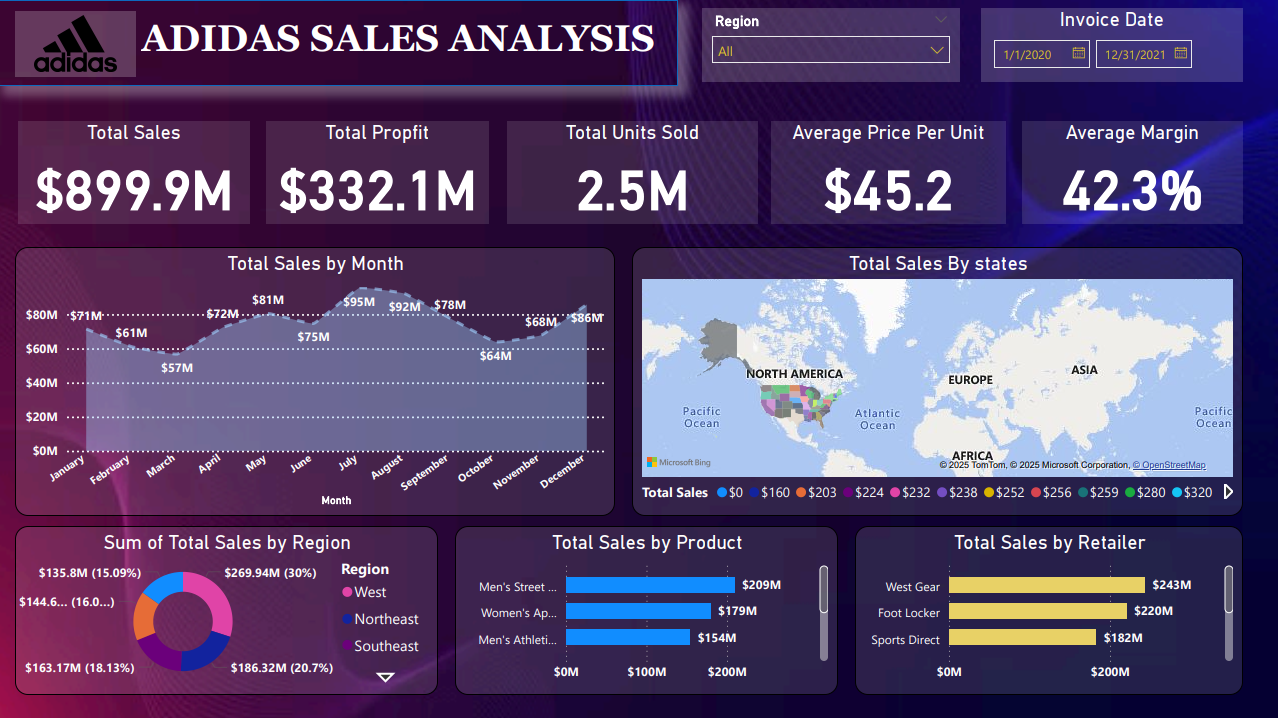 adidas
ADIDAS SALES ANALYSIS
Region
All
Invoice Date
1/1/2020
12/31/2021
Total Sales
$899.9M
Total Propfit
$332.1M
Total Units Sold
2.5M
Average Price Per Unit
$45.2
Average Margin
42.3%
Total Sales by Month
$80M
$60M
$40M
$20M
$0M
$71M
$61M
$57M
$72M
$81M
$75M
$95M
$92M
$78M
$64M
$68M
$86M
January
February
March
April
May
June
July
August
September
October
November
December
Month
Total Sales By states
NORTH AMERICA
EUROPE
ASIA
AFRICA
Pacific
Ocean
Atlantic
Ocean
Pacific
Ocean
Microsoft Bing
© 2025 TomTom, © 2025 Microsoft Corporation, © OpenStreetMap
Total Sales $0 $160 $203 $224 $232 $238 $252 $256 $259 $280 $320
Sum of Total Sales by Region
$135.8M (15.09%)
$269.94M (30%)
$144.6... (16.0...)
$163.17M (18.13%)
$186.32M (20.7%)
Region
West
Northeast
Southeast
Total Sales by Product
Men's Street ... $209M
Women's Ap... $179M
Men's Athleti... $154M
$0M $100M $200M
Total Sales by Retailer
West Gear $243M
Foot Locker $220M
Sports Direct $182M
$0M $200M